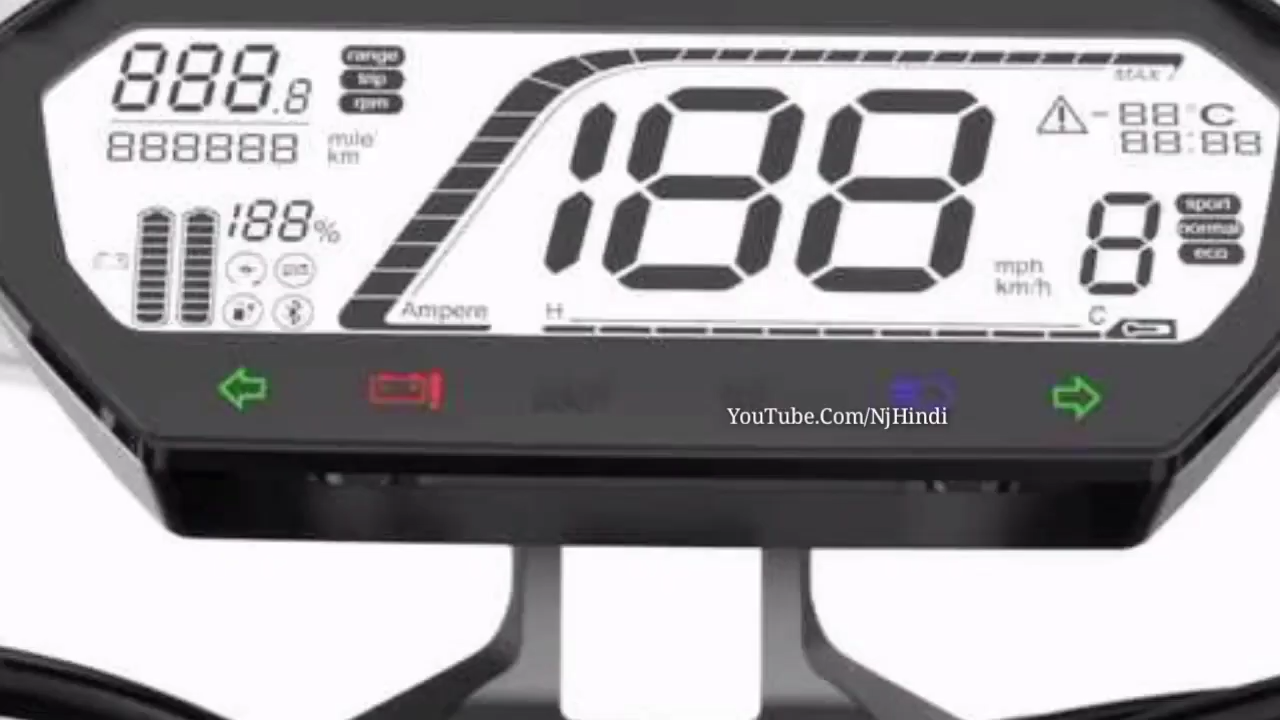 888.8
range
trip
rpm
888888
mile/
km
188%
MAX
-88°C
88:88
188
mph
km/h
8
sport
normal
eco
Ampere
H
C
YouTube.Com/NjHindi